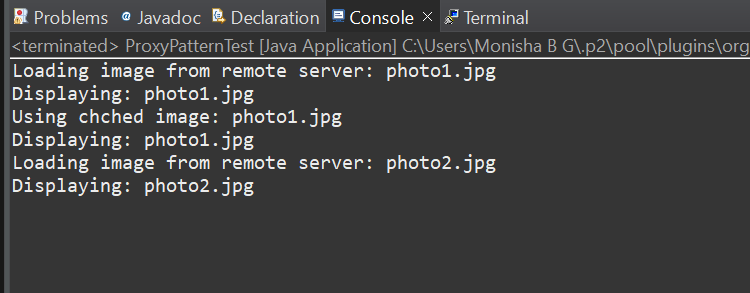 Problems @ Javadoc Declaration Console × Terminal
<terminated> ProxyPatternTest [Java Application] C:\Users\Monisha B G\.p2\pool\plugins\org
Loading image from remote server: photo1.jpg
Displaying: photo1.jpg
Using chched image: photo1.jpg
Displaying: photo1.jpg
Loading image from remote server: photo2.jpg
Displaying: photo2.jpg